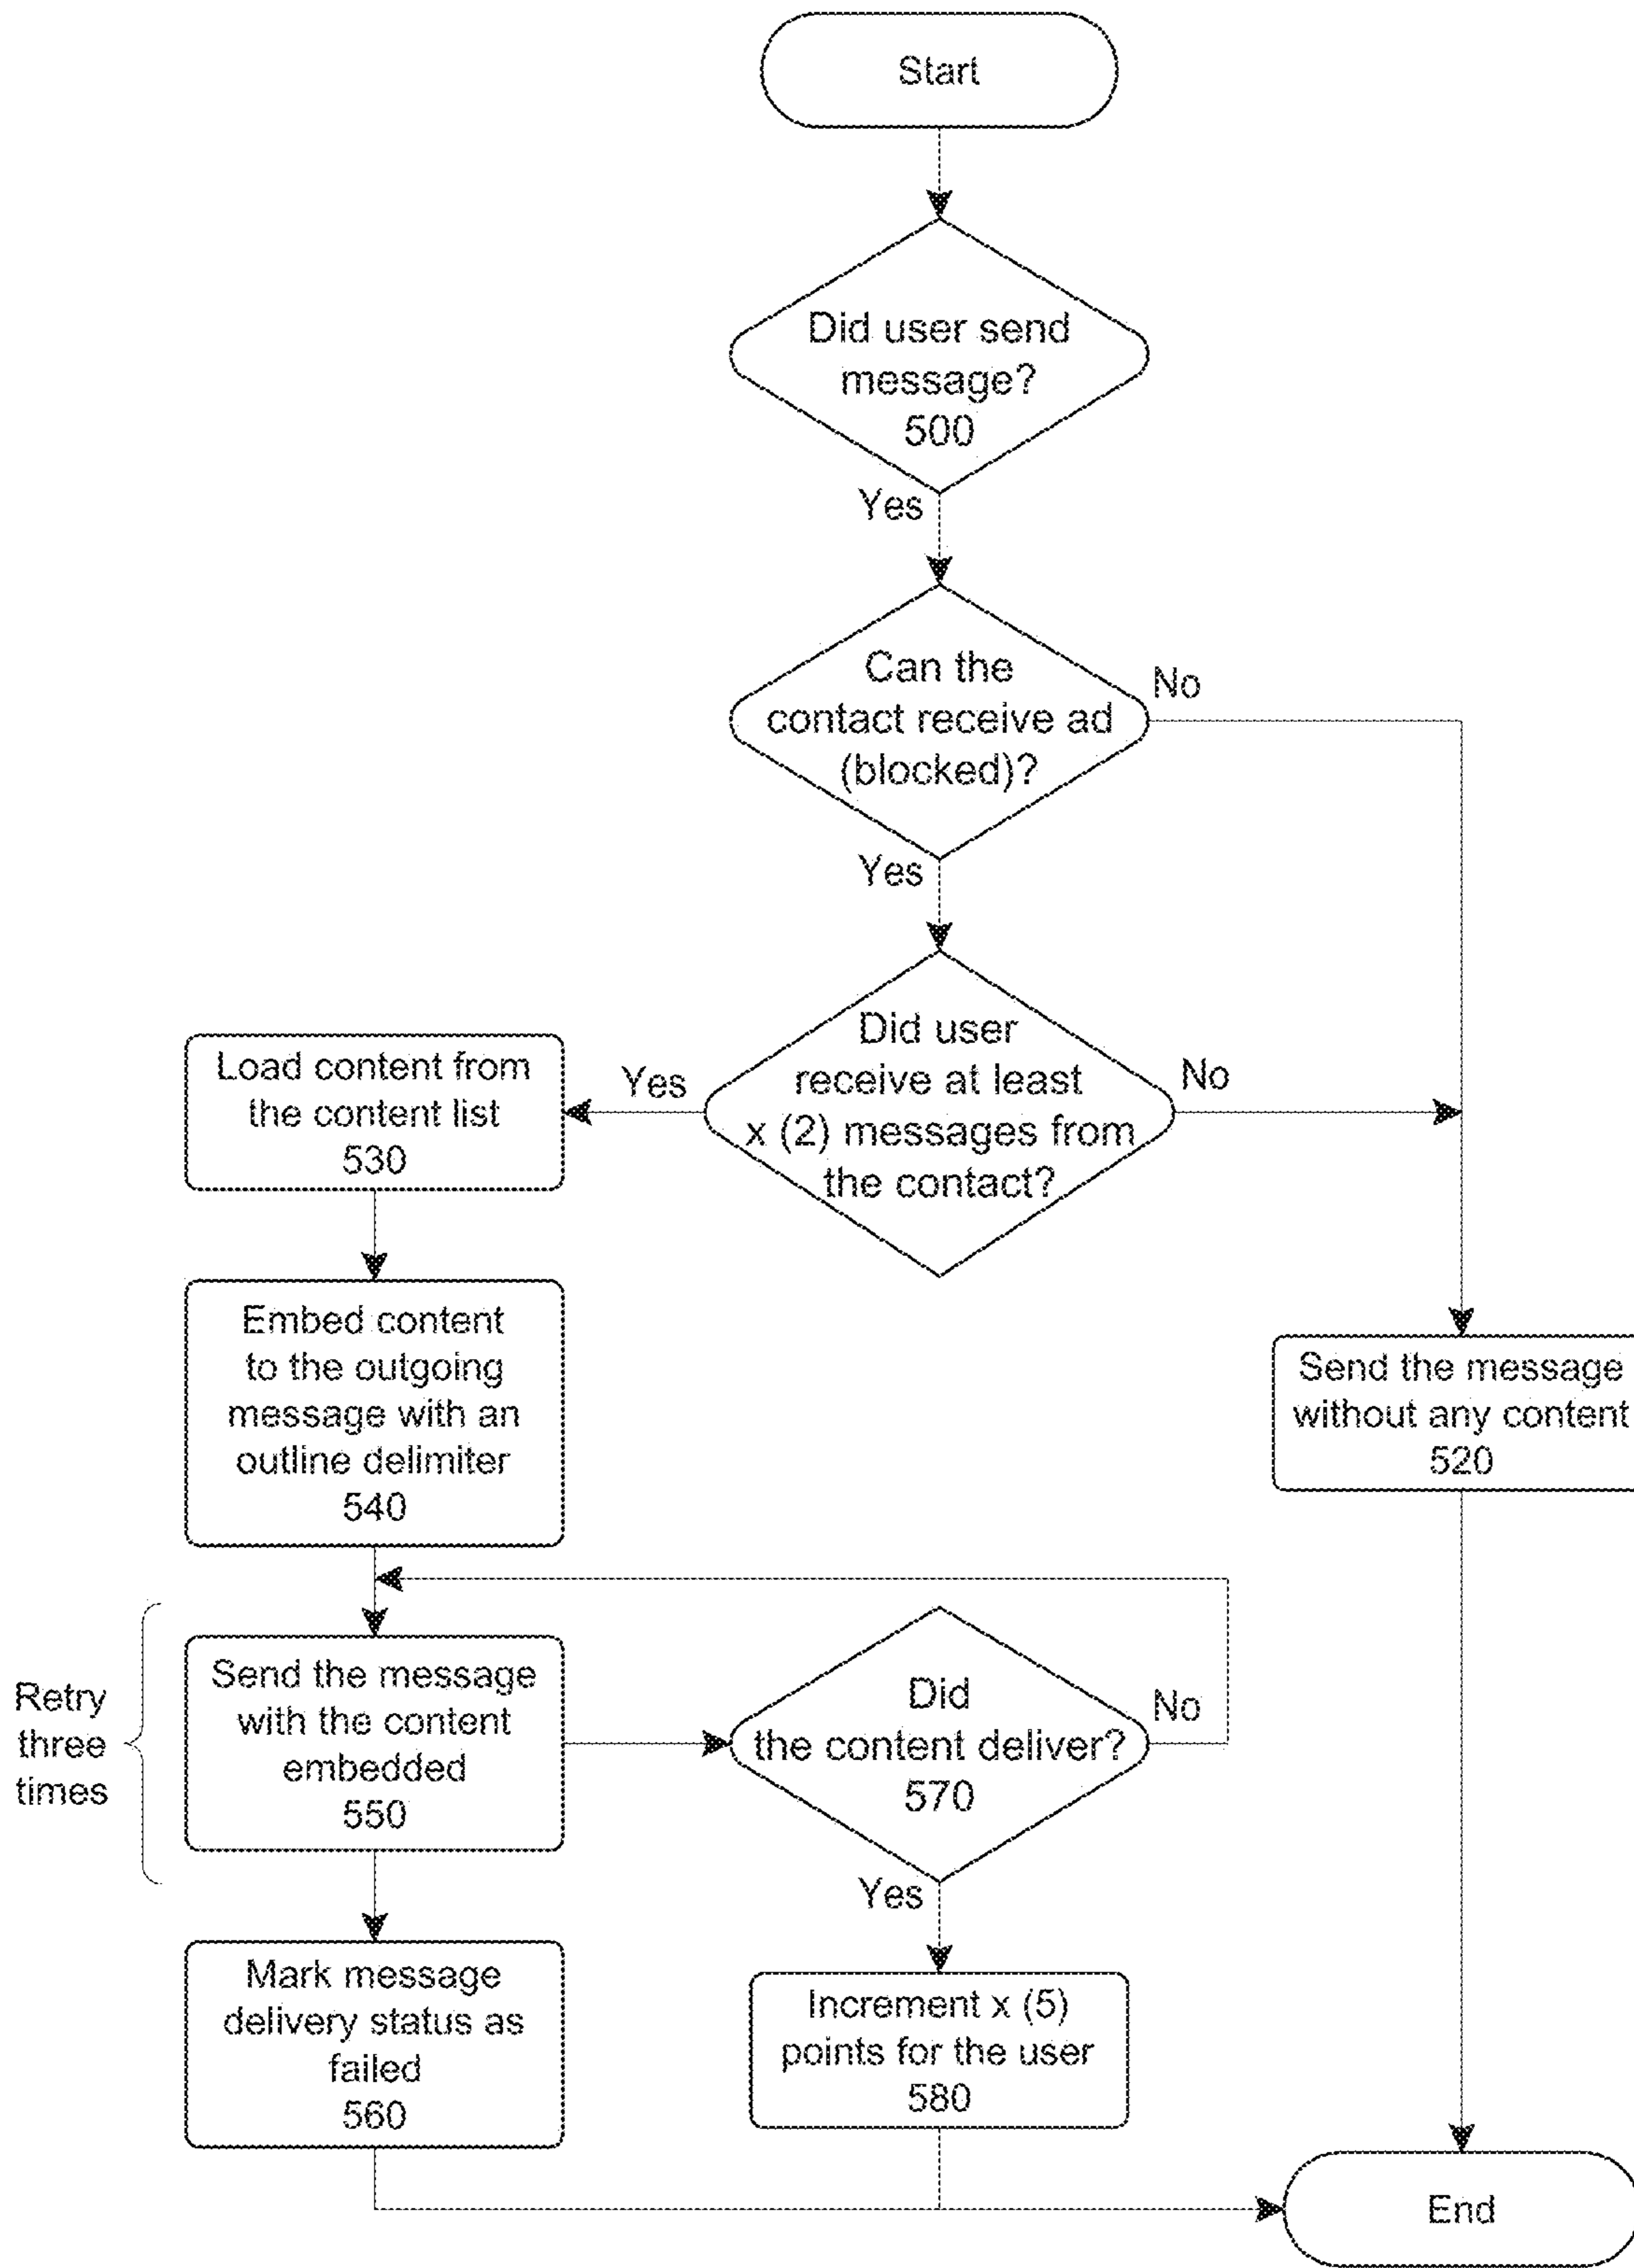 Start
Did user send
message?
500
Yes
Can the
contact receive ad
(blocked)?
No
Yes
Did user
receive at least
x (2) messages from
the contact?
Yes
No
Load content from
the content list
530
Embed content
to the outgoing
message with an
outline delimiter
540
Send the message
without any content
520
Retry
three
times
Send the message
with the content
embedded
550
Did
the content deliver?
570
No
Yes
Mark message
delivery status as
failed
560
Increment x (5)
points for the user
580
End